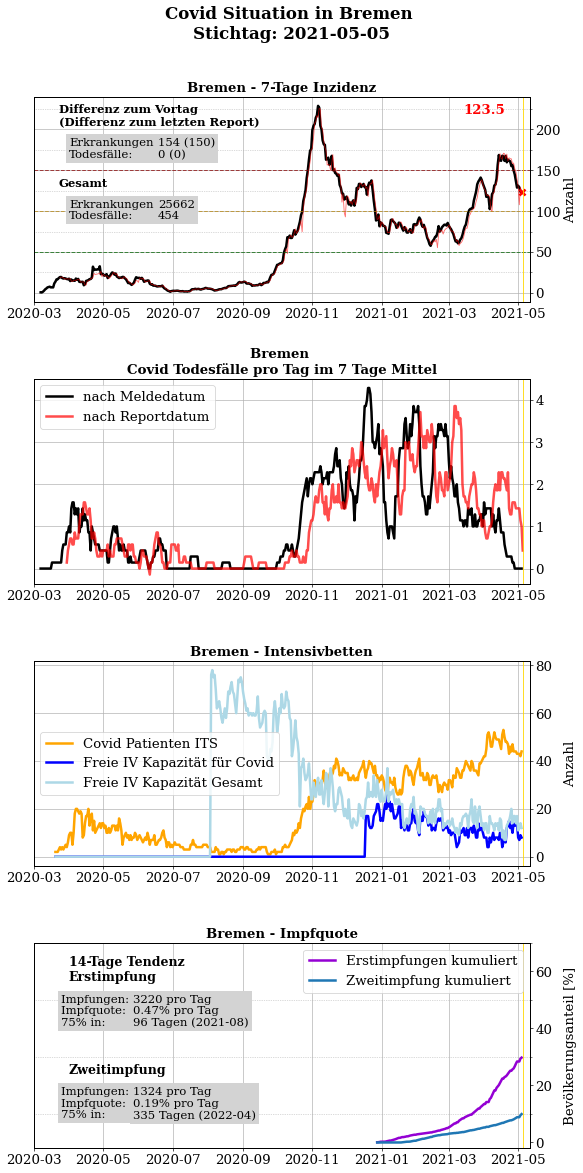 Covid Situation in Bremen
Stichtag: 2021-05-05
Bremen - 7-Tage Inzidenz
Differenz zum Vortag
(Differenz zum letzten Report)
Erkrankungen 154 (150)
Todesfälle: 0 (0)
Gesamt
Erkrankungen 25662
Todesfälle: 454
123.5
200
150
100
50
0
Anzahl
2020-03 2020-05 2020-07 2020-09 2020-11 2021-01 2021-03 2021-05
Bremen
Covid Todesfälle pro Tag im 7 Tage Mittel
nach Meldedatum
nach Reportdatum
4
3
2
1
0
2020-03 2020-05 2020-07 2020-09 2020-11 2021-01 2021-03 2021-05
Bremen - Intensivbetten
Covid Patienten ITS
Freie IV Kapazität für Covid
Freie IV Kapazität Gesamt
80
60
40
20
0
Anzahl
2020-03 2020-05 2020-07 2020-09 2020-11 2021-01 2021-03 2021-05
Bremen - Impfquote
14-Tage Tendenz
Erstimpfung
Impfungen: 3220 pro Tag
Impfquote: 0.47% pro Tag
75% in: 96 Tagen (2021-08)
Zweitimpfung
Impfungen: 1324 pro Tag
Impfquote: 0.19% pro Tag
75% in: 335 Tagen (2022-04)
Erstimpfungen kumuliert
Zweitimpfung kumuliert
60
40
20
0
Bevölkerungsanteil [%]
2020-03 2020-05 2020-07 2020-09 2020-11 2021-01 2021-03 2021-05